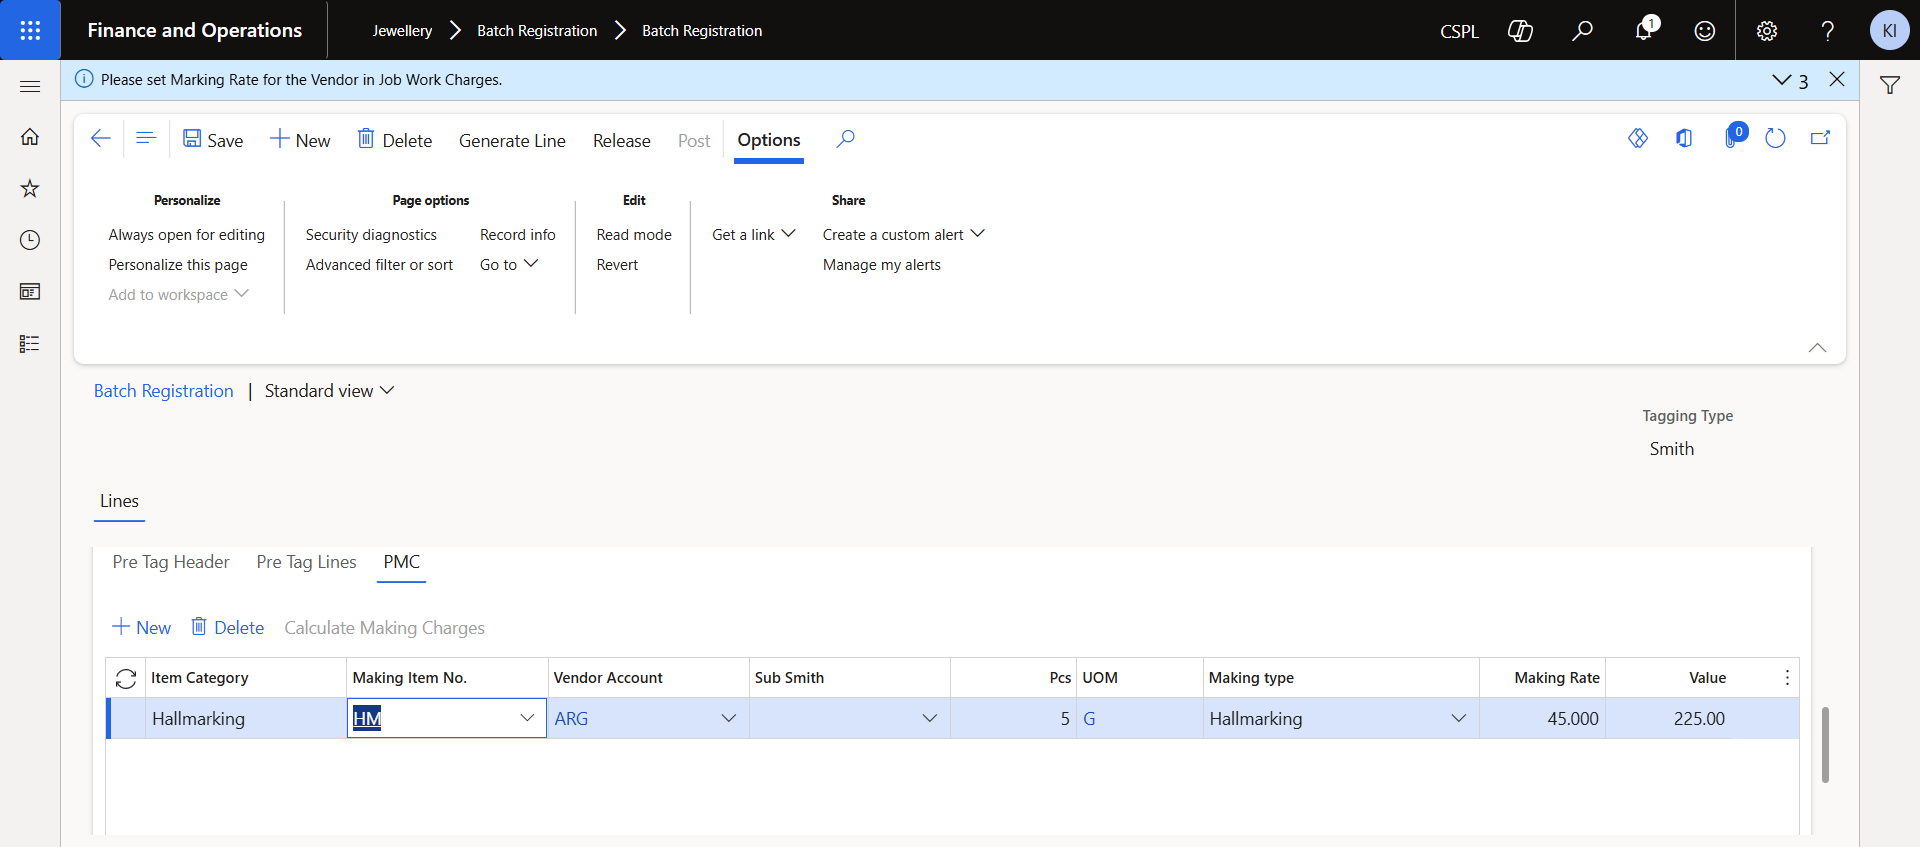 Finance and Operations
Jewellery
Batch Registration
Batch Registration
CSPL
1
KI
Please set Marking Rate for the Vendor in Job Work Charges.
3
Save
New
Delete
Generate Line
Release
Post
Options
0
Personalize
Always open for editing
Personalize this page
Add to workspace
Page options
Security diagnostics
Record info
Advanced filter or sort
Go to
Edit
Read mode
Revert
Share
Get a link
Create a custom alert
Manage my alerts
Batch Registration | Standard view
Tagging Type
Smith
Lines
Pre Tag Header
Pre Tag Lines
PMC
New
Delete
Calculate Making Charges
Item Category
Making Item No.
Vendor Account
Sub Smith
Pcs
UOM
Making type
Making Rate
Value
Hallmarking
HM
ARG
5
G
Hallmarking
45.000
225.00